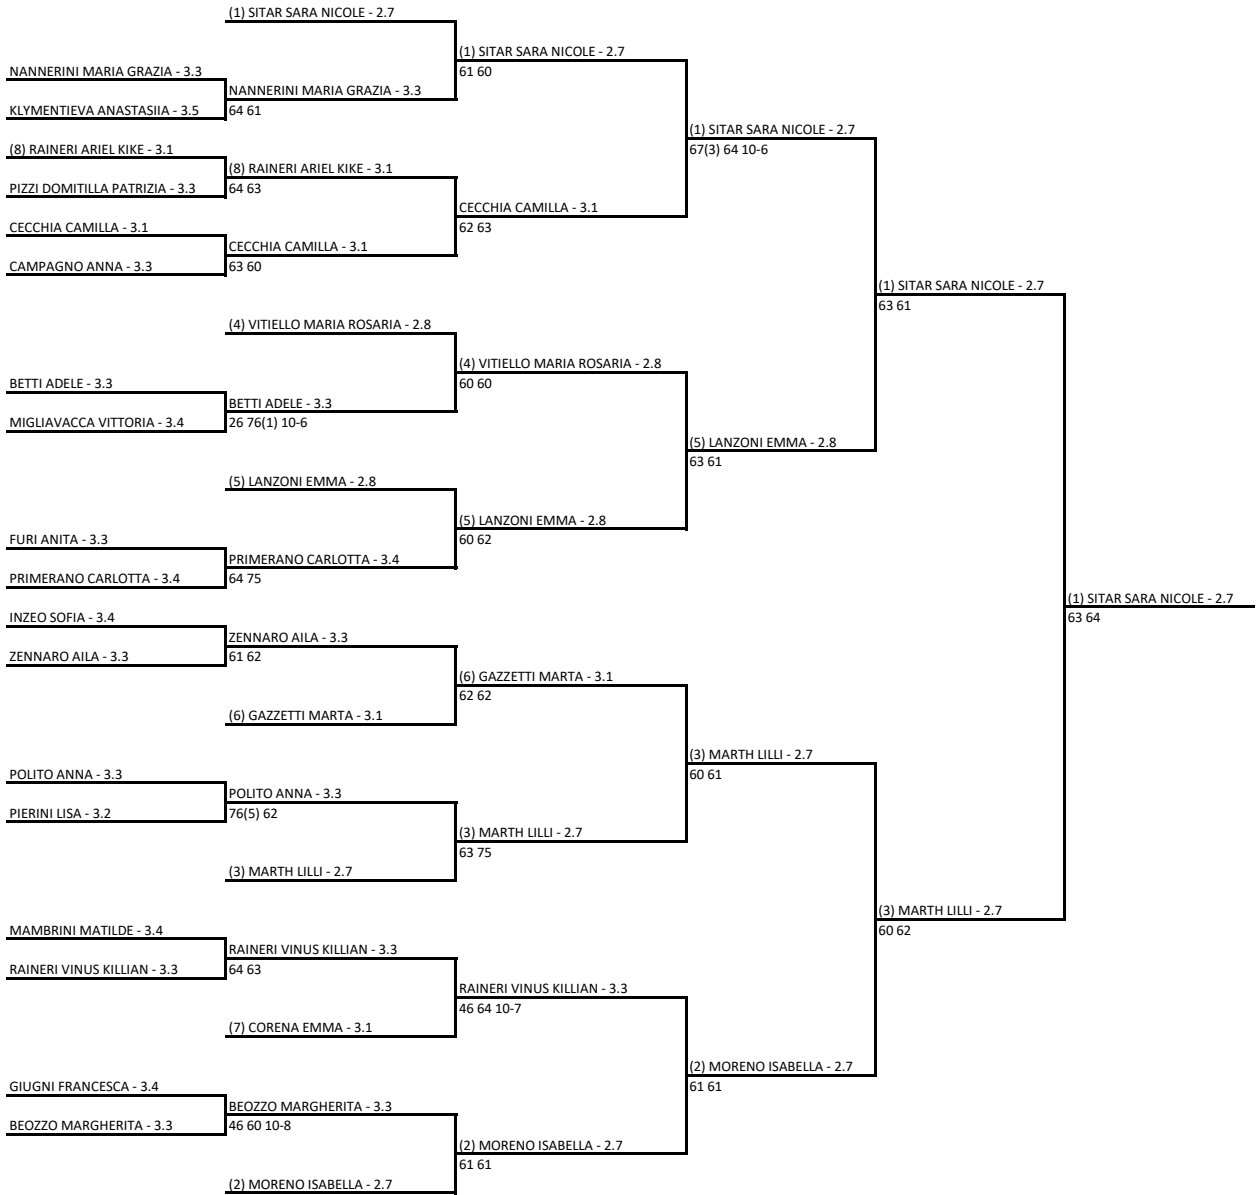 (1) SITAR SARA NICOLE - 2.7
(1) SITAR SARA NICOLE - 2.7
61 60
NANNERINI MARIA GRAZIA - 3.3
NANNERINI MARIA GRAZIA - 3.3
64 61
KLYMENTIEVA ANASTASIIA - 3.5
(1) SITAR SARA NICOLE - 2.7
67(3) 64 10-6
(8) RAINERI ARIEL KIKE - 3.1
(8) RAINERI ARIEL KIKE - 3.1
64 63
PIZZI DOMITILLA PATRIZIA - 3.3
CECCHIA CAMILLA - 3.1
62 63
CECCHIA CAMILLA - 3.1
CECCHIA CAMILLA - 3.1
63 60
CAMPAGNO ANNA - 3.3
(1) SITAR SARA NICOLE - 2.7
63 61
(4) VITIELLO MARIA ROSARIA - 2.8
(4) VITIELLO MARIA ROSARIA - 2.8
60 60
BETTI ADELE - 3.3
BETTI ADELE - 3.3
26 76(1) 10-6
MIGLIAVACCA VITTORIA - 3.4
(5) LANZONI EMMA - 2.8
63 61
(5) LANZONI EMMA - 2.8
(5) LANZONI EMMA - 2.8
60 62
FURI ANITA - 3.3
PRIMERANO CARLOTTA - 3.4
64 75
PRIMERANO CARLOTTA - 3.4
(1) SITAR SARA NICOLE - 2.7
63 64
INZEO SOFIA - 3.4
ZENNARO AILA - 3.3
61 62
ZENNARO AILA - 3.3
(6) GAZZETTI MARTA - 3.1
62 62
(6) GAZZETTI MARTA - 3.1
(3) MARTH LILLI - 2.7
60 61
POLITO ANNA - 3.3
POLITO ANNA - 3.3
76(5) 62
PIERINI LISA - 3.2
(3) MARTH LILLI - 2.7
63 75
(3) MARTH LILLI - 2.7
(3) MARTH LILLI - 2.7
60 62
MAMBRINI MATILDE - 3.4
RAINERI VINUS KILLIAN - 3.3
64 63
RAINERI VINUS KILLIAN - 3.3
RAINERI VINUS KILLIAN - 3.3
46 64 10-7
(7) CORENA EMMA - 3.1
(2) MORENO ISABELLA - 2.7
61 61
GIUGNI FRANCESCA - 3.4
BEOZZO MARGHERITA - 3.3
46 60 10-8
BEOZZO MARGHERITA - 3.3
(2) MORENO ISABELLA - 2.7
61 61
(2) MORENO ISABELLA - 2.7